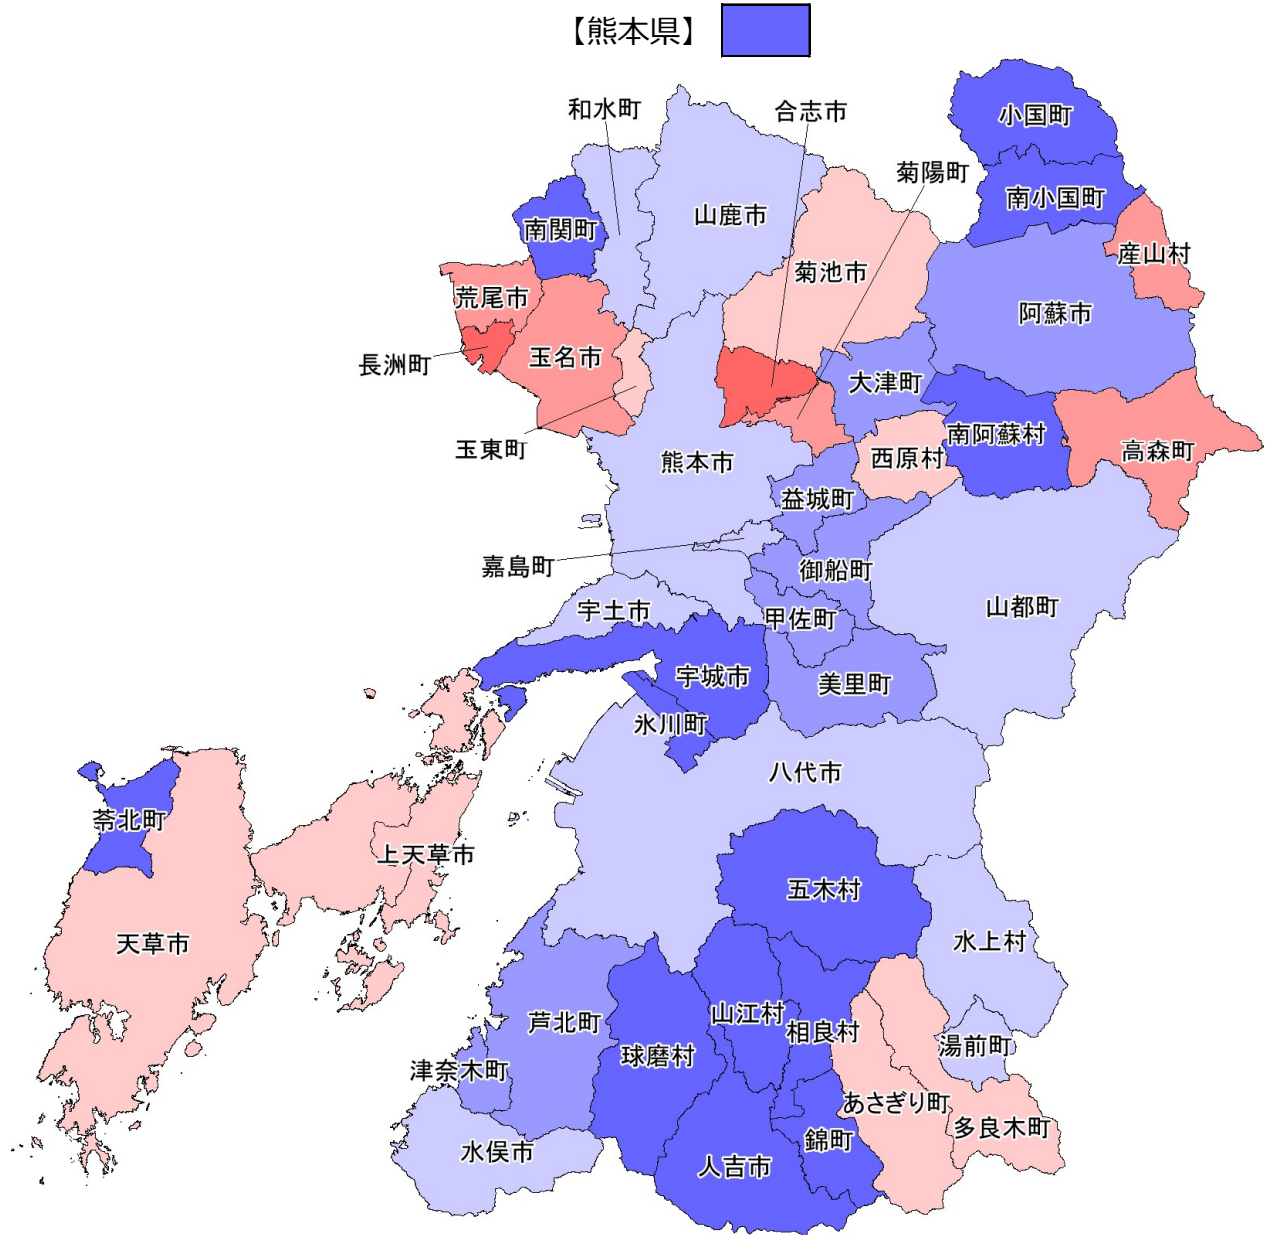 【熊本県】
和水町
合志市
小国町
菊陽町
南小国町
山鹿市
南関町
産山村
菊池市
荒尾市
阿蘇市
玉名市
長洲町
大津町
南阿蘇村
玉東町
高森町
西原村
熊本市
益城町
嘉島町
御船町
山都町
宇土市
甲佐町
宇城市
美里町
氷川町
八代市
苓北町
上天草市
五木村
天草市
水上村
山江村
芦北町
相良村
湯前町
球磨村
津奈木町
あさぎり町
多良木町
錦町
水俣市
人吉市